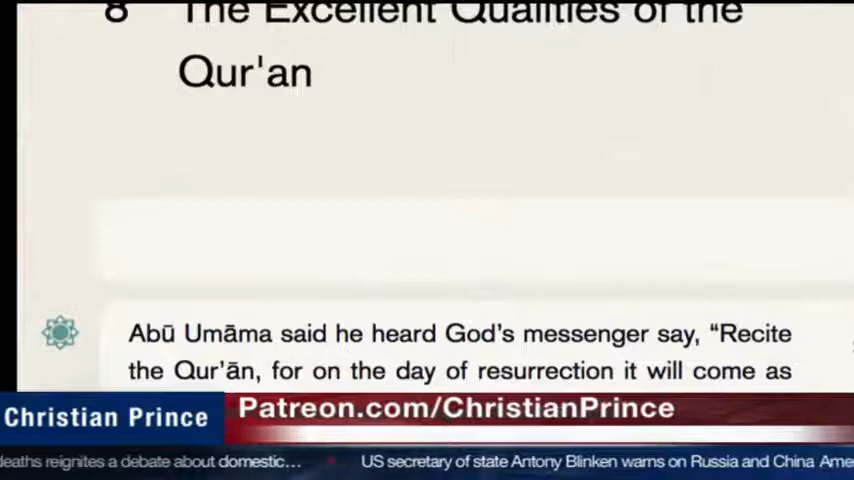 8 The Excellent Qualities of the
Qur'an
Abū Umāma said he heard God's messenger say, “Recite
the Qur'ān, for on the day of resurrection it will come as
Christian Prince
Patreon.com/ChristianPrince
deaths reignites a debate about domestic... US secretary of state Antony Blinken warns on Russia and China Ame